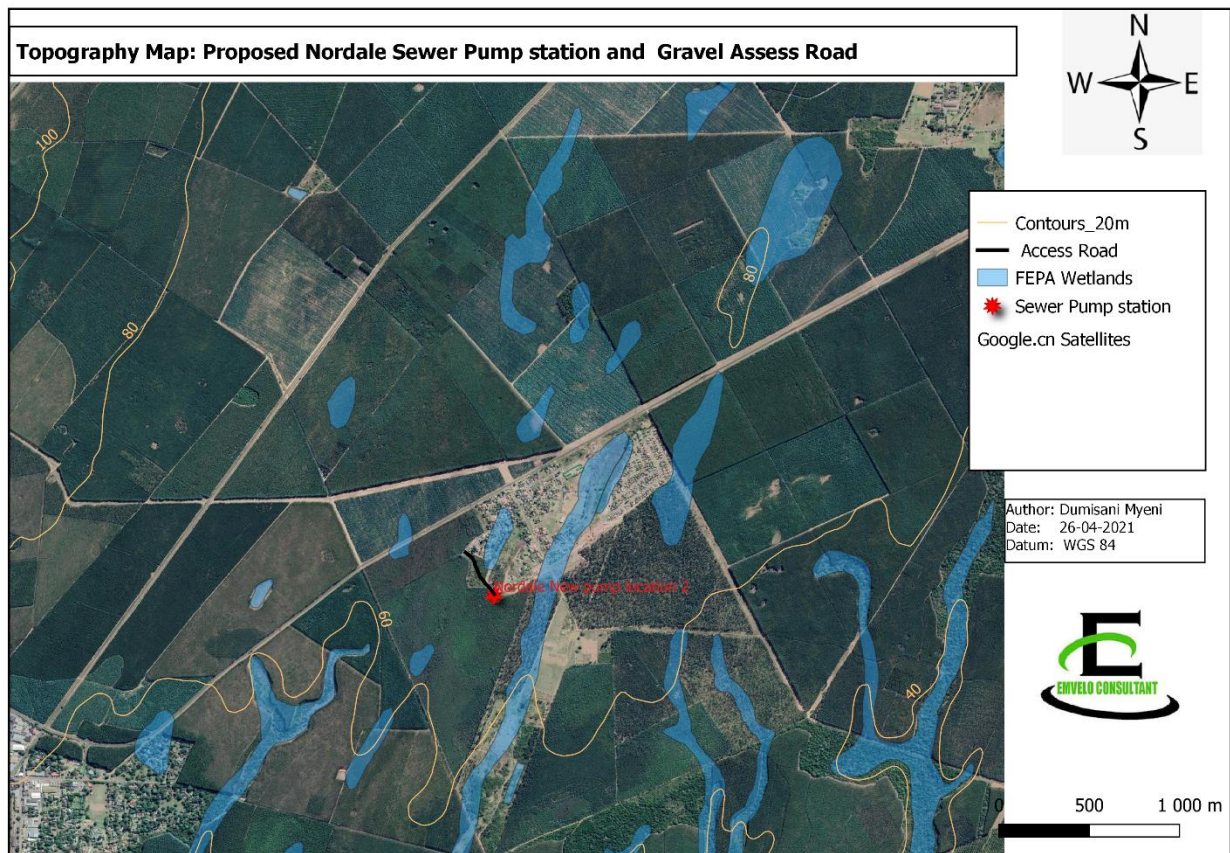 Topography Map: Proposed Nordale Sewer Pump station and Gravel Assess Road
N
W
E
S
100
80
80
60
40
Nordale New pump location 2
Contours_20m
Access Road
FEPA Wetlands
Sewer Pump station
Google.cn Satellites
Author: Dumisani Myeni
Date: 26-04-2021
Datum: WGS 84
E
EMVELO CONSULTANT
0 500 1 000 m